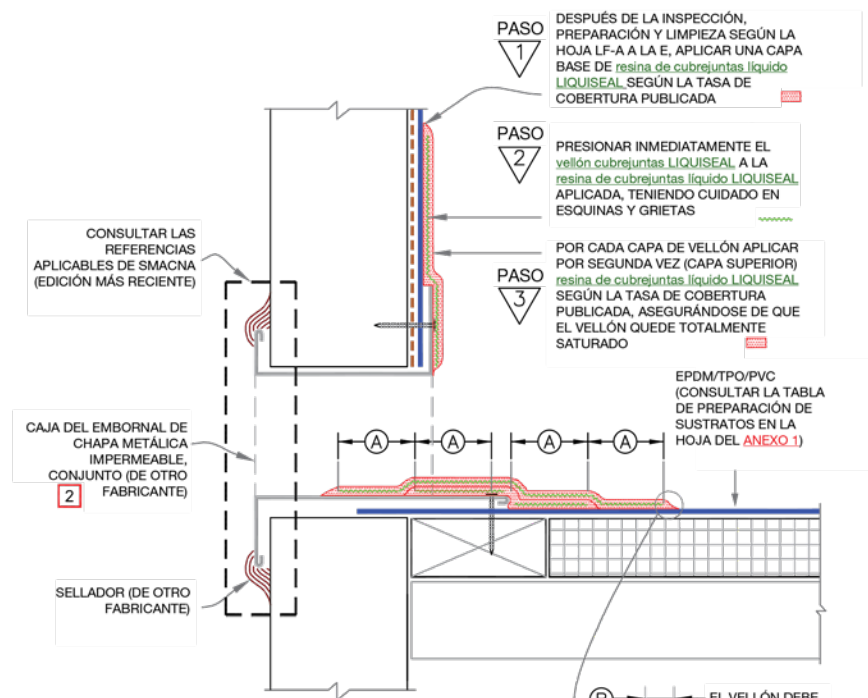 PASO
1
DESPUÉS DE LA INSPECCIÓN,
PREPARACIÓN Y LIMPIEZA SEGÚN LA
HOJA LF-A A LA E, APLICAR UNA CAPA
BASE DE resina de cubrejuntas líquido
LIQUISEAL SEGÚN LA TASA DE
COBERTURA PUBLICADA
PASO
2
PRESIONAR INMEDIATAMENTE EL
vellón cubrejuntas LIQUISEAL A LA
resina de cubrejuntas líquido LIQUISEAL
APLICADA, TENIENDO CUIDADO EN
ESQUINAS Y GRIETAS
PASO
3
POR CADA CAPA DE VELLÓN APLICAR
POR SEGUNDA VEZ (CAPA SUPERIOR)
resina de cubrejuntas líquido LIQUISEAL
SEGÚN LA TASA DE COBERTURA
PUBLICADA, ASEGURÁNDOSE DE QUE
EL VELLÓN QUEDE TOTALMENTE
SATURADO
CONSULTAR LAS
REFERENCIAS
APLICABLES DE SMACNA
(EDICIÓN MÁS RECIENTE)
EPDM/TPO/PVC
(CONSULTAR LA TABLA
DE PREPARACIÓN DE
SUSTRATOS EN LA
HOJA DEL ANEXO 1)
CAJA DEL EMBORNAL DE
CHAPA METÁLICA
IMPERMEABLE,
CONJUNTO (DE OTRO
FABRICANTE)
2
A A A A
SELLADOR (DE OTRO
FABRICANTE)
B
EL VELLÓN DEBE